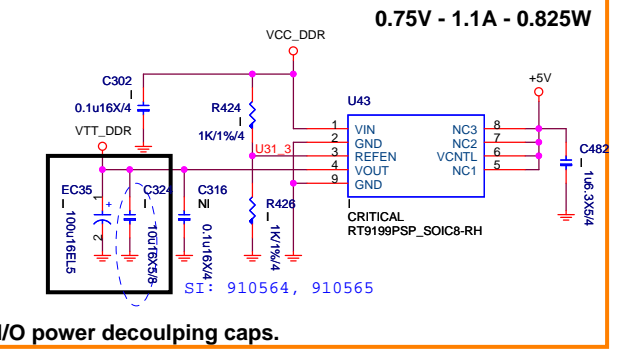 0.75V - 1.1A - 0.825W
VCC_DDR
+5V
C302
I
0.1u16X/4
R424
I
1K/1%/4
U43
VTT_DDR
U31_3
1 VIN
2 GND
3 REFEN
4 VOUT
9 GND
NC3 8
NC2 7
VCNTL 6
NC1 5
C482
I
1u6.3X5/4
EC35
I
100u16EL5
1
+
2
C324
I
10u16X5/8
C316
NI
0.1u16X/4
R426
I
1K/1%/4
I
CRITICAL
RT9199PSP_SOIC8-RH
SI: 910564, 910565
I/O power decoulping caps.